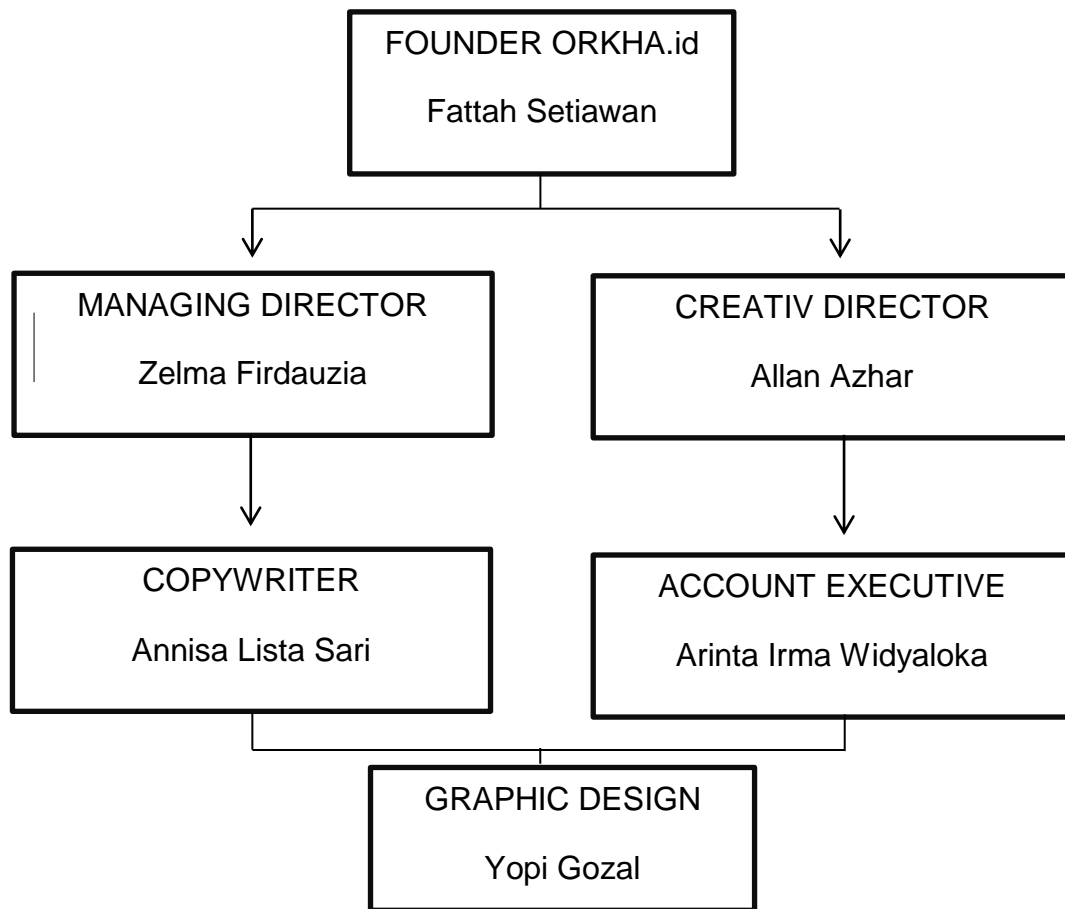 FOUNDER ORKHA.id
Fattah Setiawan
MANAGING DIRECTOR
Zelma Firdauzia
CREATIV DIRECTOR
Allan Azhar
COPYWRITER
Annisa Lista Sari
ACCOUNT EXECUTIVE
Arinta Irma Widyaloka
GRAPHIC DESIGN
Yopi Gozal